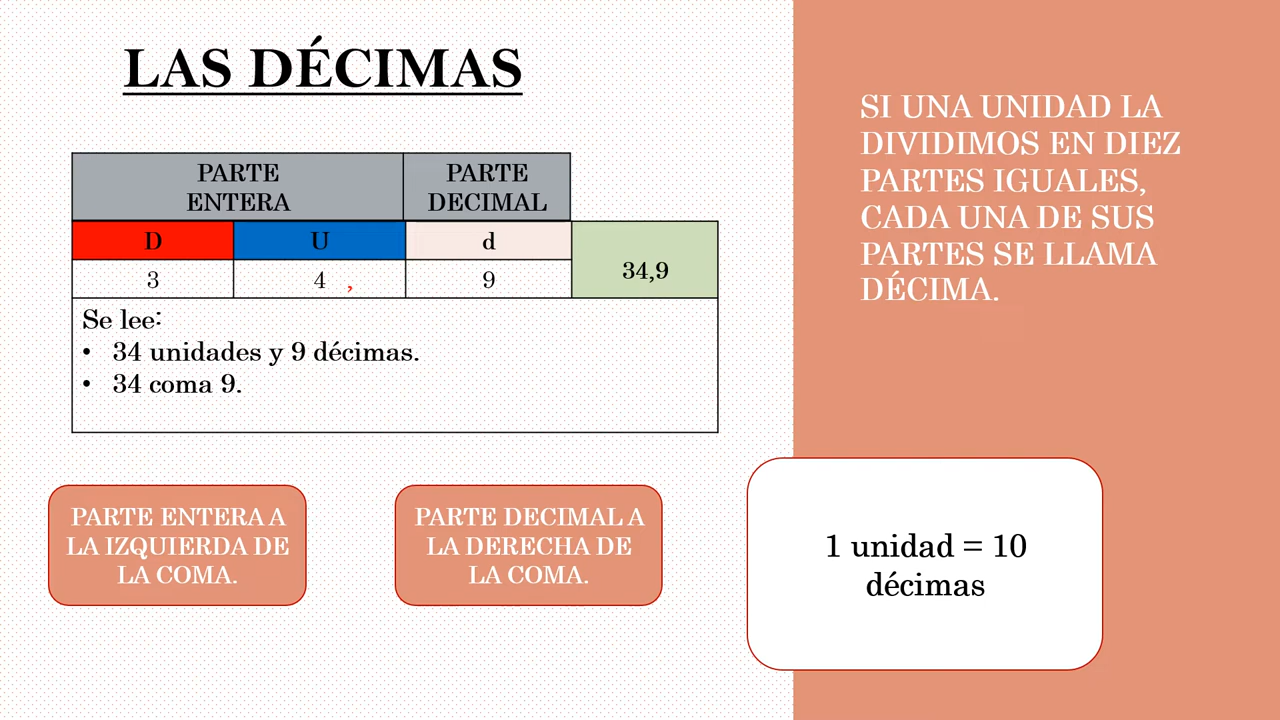 LAS DÉCIMAS
PARTE
ENTERA
PARTE
DECIMAL
D
U
d
3
4 ,
9
34,9
Se lee:
• 34 unidades y 9 décimas.
• 34 coma 9.
PARTE ENTERA A
LA IZQUIERDA DE
LA COMA.
PARTE DECIMAL A
LA DERECHA DE
LA COMA.
SI UNA UNIDAD LA
DIVIDIMOS EN DIEZ
PARTES IGUALES,
CADA UNA DE SUS
PARTES SE LLAMA
DÉCIMA.
1 unidad = 10
décimas